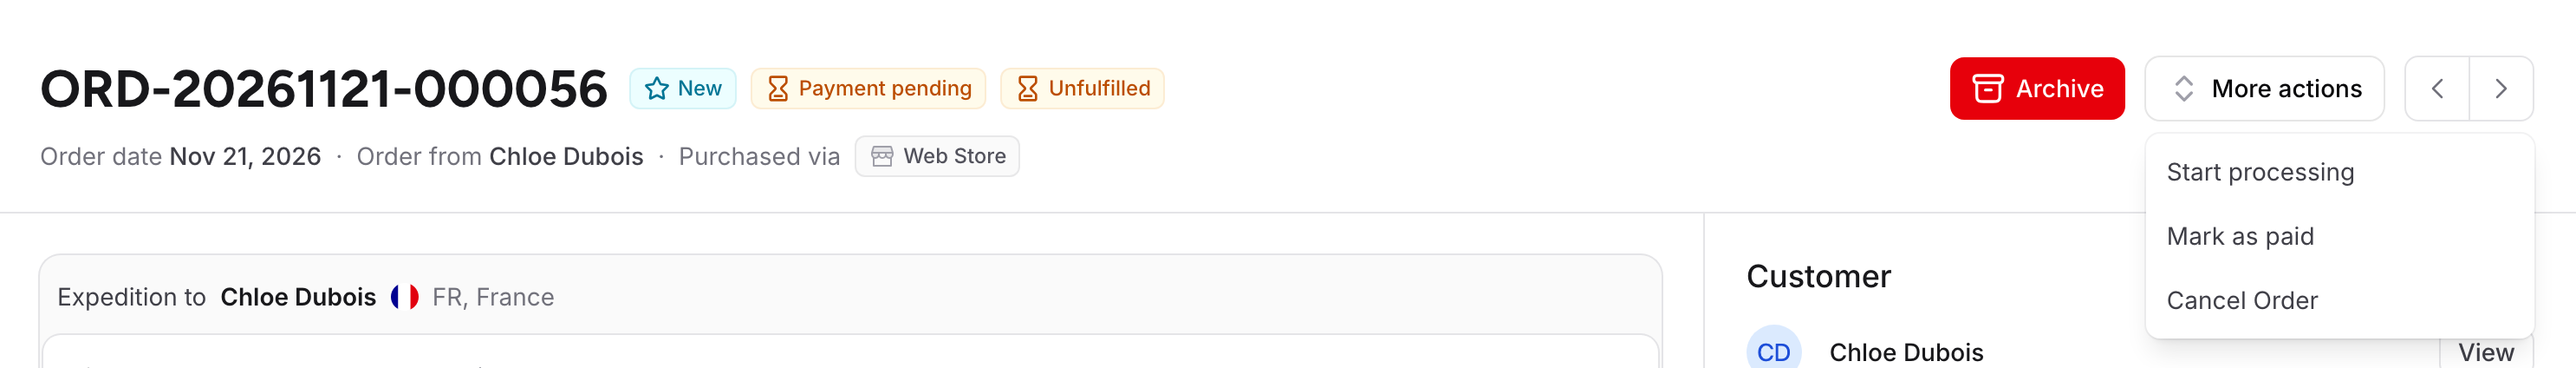 ORD-20261121-000056 New Payment pending Unfulfilled Archive More actions
Order date Nov 21, 2026 · Order from Chloe Dubois · Purchased via Web Store
Start processing
Mark as paid
Cancel Order
Expedition to Chloe Dubois FR, France
Customer
CD Chloe Dubois View